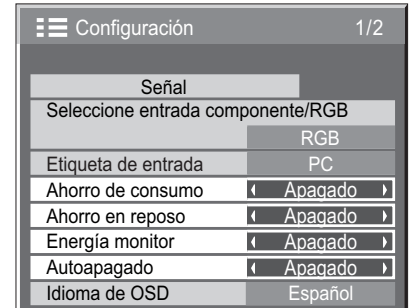 Configuración 1/2
Señal
Seleccione entrada componente/RGB
RGB
Etiqueta de entrada PC
Ahorro de consumo Apagado
Ahorro en reposo Apagado
Energía monitor Apagado
Autoapagado Apagado
Idioma de OSD Español